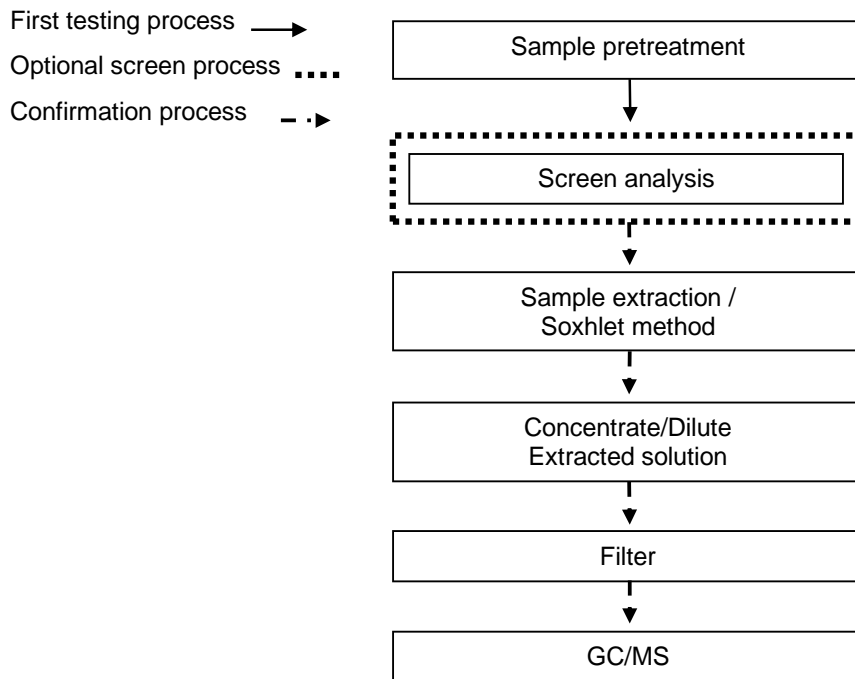 First testing process
Optional screen process
Confirmation process
Sample pretreatment
Screen analysis
Sample extraction /
Soxhlet method
Concentrate/Dilute
Extracted solution
Filter
GC/MS